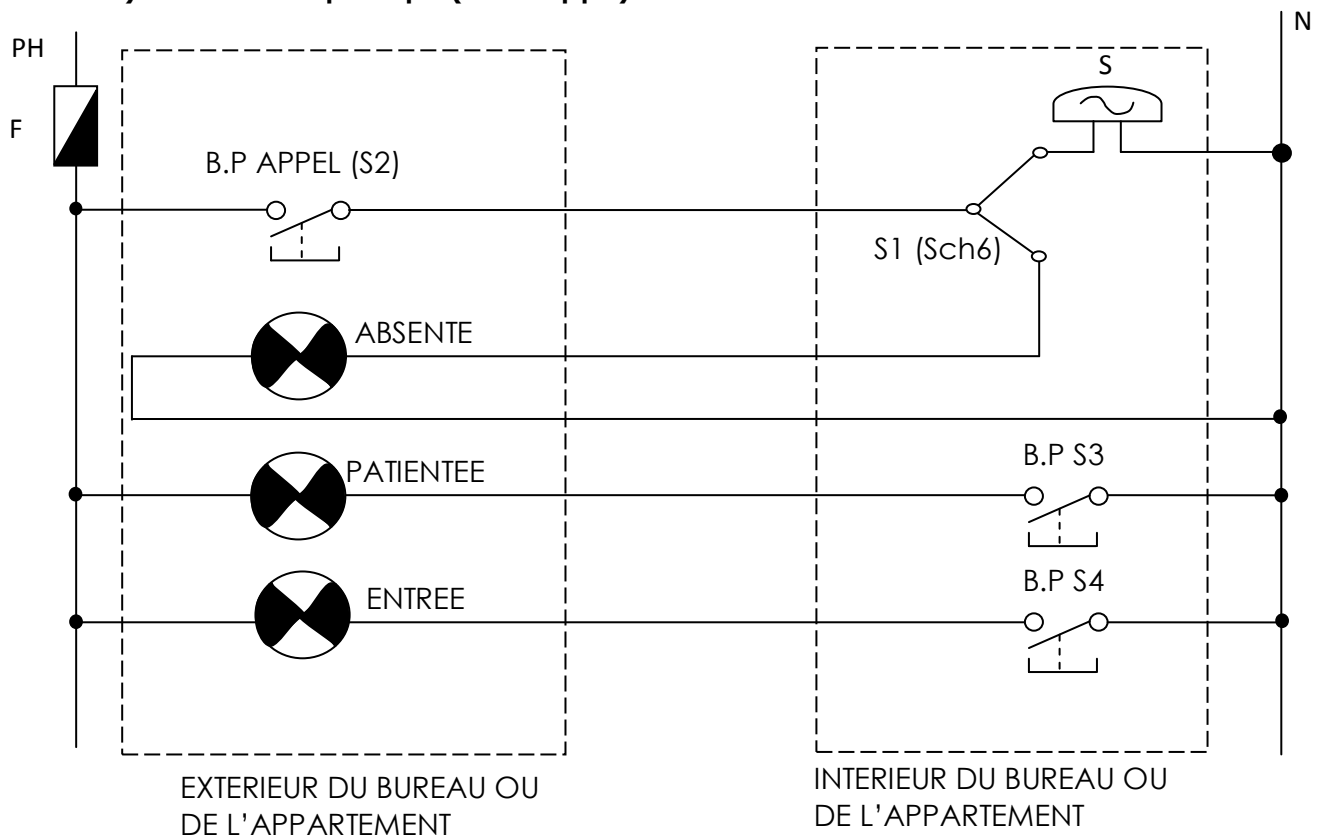 PH
N
S
F
B.P APPEL (S2)
S1 (Sch6)
ABSENTE
PATIENTEE
B.P S3
ENTREE
B.P S4
EXTERIEUR DU BUREAU OU
DE L'APPARTEMENT
INTERIEUR DU BUREAU OU
DE L'APPARTEMENT